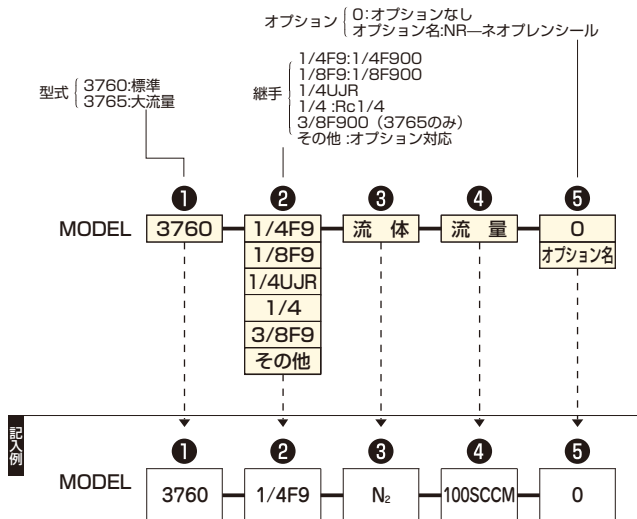 オプション 0:オプションなし
オプション名:NR―ネオプレンシール
型式 3760:標準
3765:大流量
継手 1/4F9:1/4F900
1/8F9:1/8F900
1/4UJR
1/4 :Rc1/4
3/8F900（3765のみ）
その他 :オプション対応
❶ ❷ ❸ ❹ ❺
MODEL 3760 1/4F9 流 体 流 量 0
1/8F9 オプション名
1/4UJR
1/4
3/8F9
その他
記入例
❶ ❷ ❸ ❹ ❺
MODEL 3760 1/4F9 N₂ 100SCCM 0